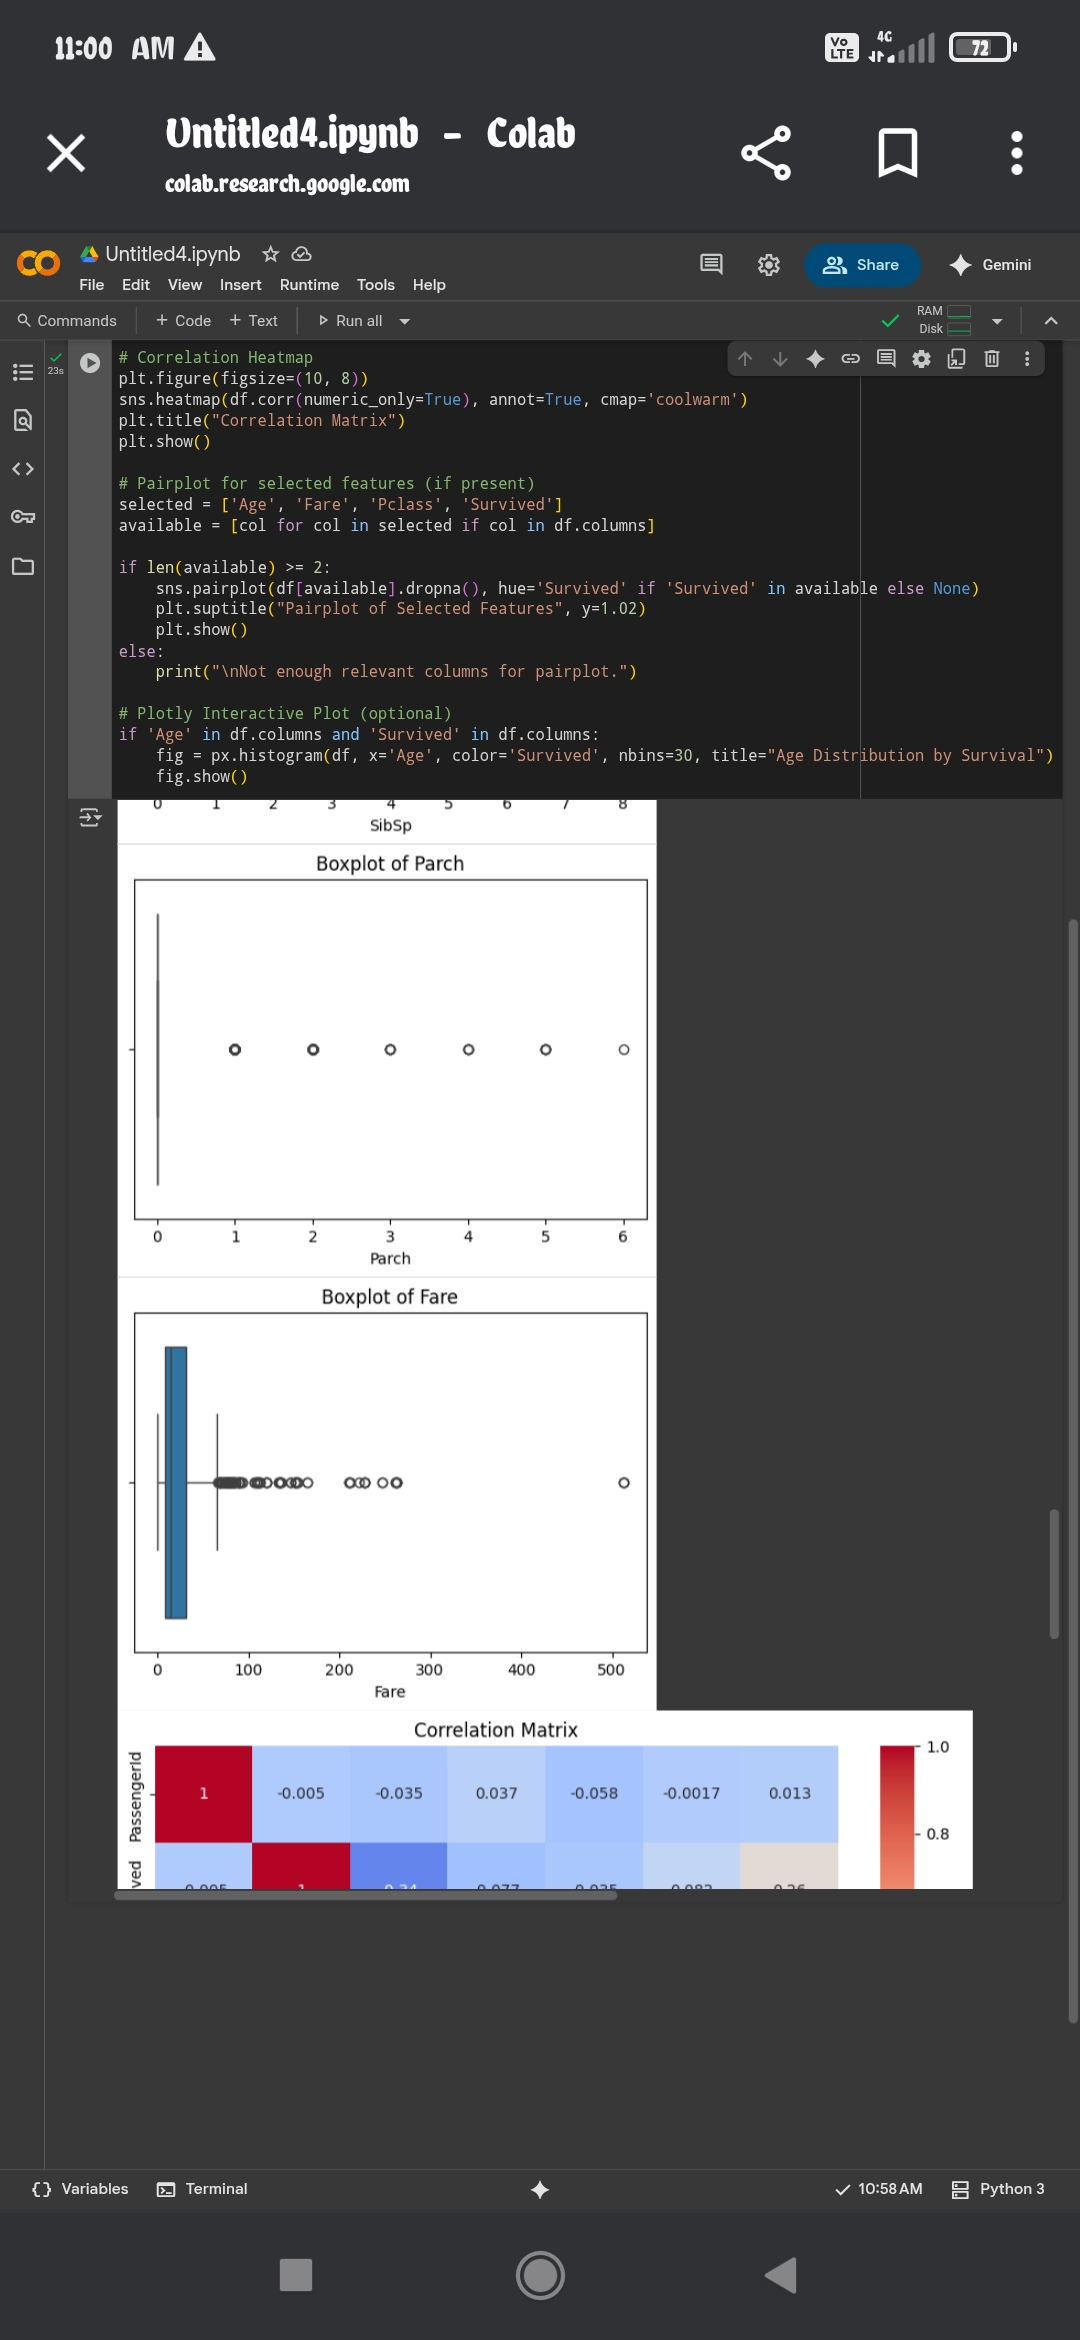 11:00 AM
Vo LTE 4G 72
Untitled4.ipynb - Colab
colab.research.google.com
Untitled4.ipynb
File Edit View Insert Runtime Tools Help
Share
Gemini
Commands + Code + Text Run all
RAM
Disk
23s
# Correlation Heatmap
plt.figure(figsize=(10, 8))
sns.heatmap(df.corr(numeric_only=True), annot=True, cmap='coolwarm')
plt.title("Correlation Matrix")
plt.show()
# Pairplot for selected features (if present)
selected = ['Age', 'Fare', 'Pclass', 'Survived']
available = [col for col in selected if col in df.columns]
if len(available) >= 2:
sns.pairplot(df[available].dropna(), hue='Survived' if 'Survived' in available else None)
plt.suptitle("Pairplot of Selected Features", y=1.02)
plt.show()
else:
print("\nNot enough relevant columns for pairplot.")
# Plotly Interactive Plot (optional)
if 'Age' in df.columns and 'Survived' in df.columns:
fig = px.histogram(df, x='Age', color='Survived', nbins=30, title="Age Distribution by Survival")
fig.show()
0 1 2 3 4 5 6 7 8
SibSp
Boxplot of Parch
0 1 2 3 4 5 6
Parch
Boxplot of Fare
0 100 200 300 400 500
Fare
Correlation Matrix
PassengerId
1 -0.005 -0.035 0.037 -0.058 -0.0017 0.013
1.0
0.8
ved
Variables Terminal 10:58 AM Python 3